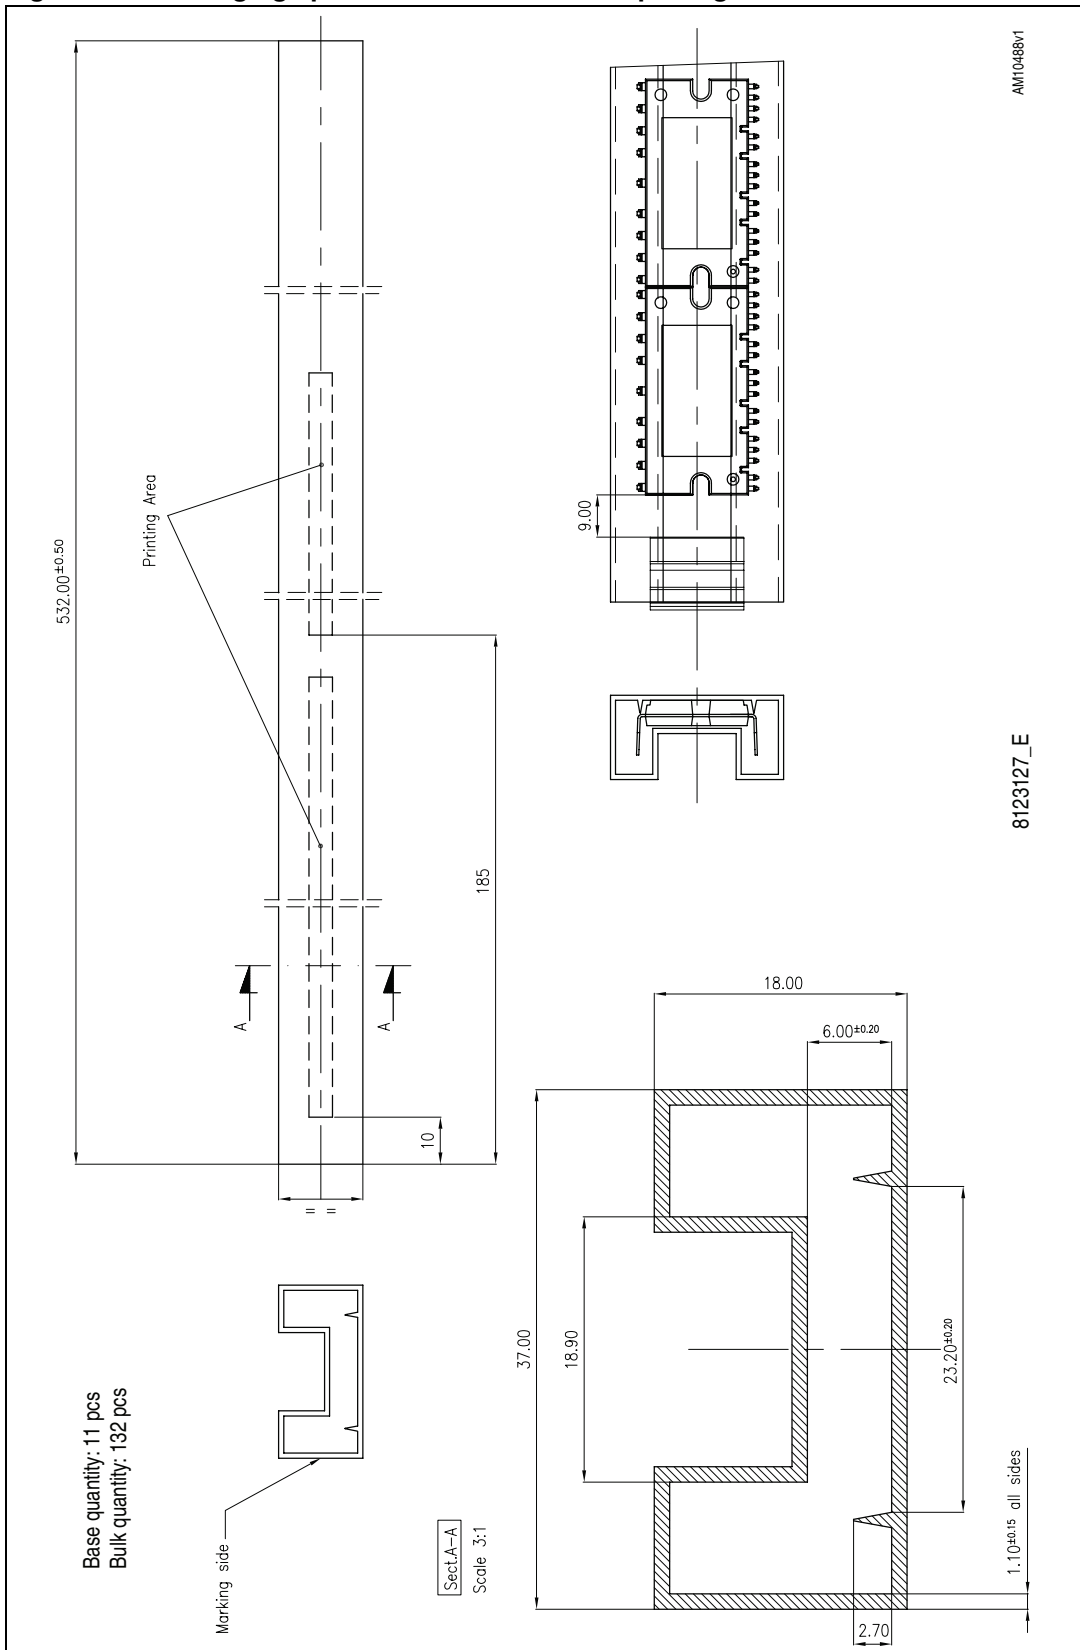 AM10488v1
532.00±0.50
Printing Area
9.00
185
8123127_E
A
A
10
= =
18.00
6.00±0.20
37.00
18.90
23.20±0.20
Base quantity: 11 pcs
Bulk quantity: 132 pcs
Marking side
Sect.A-A
Scale 3:1
1.10±0.15 all sides
2.70